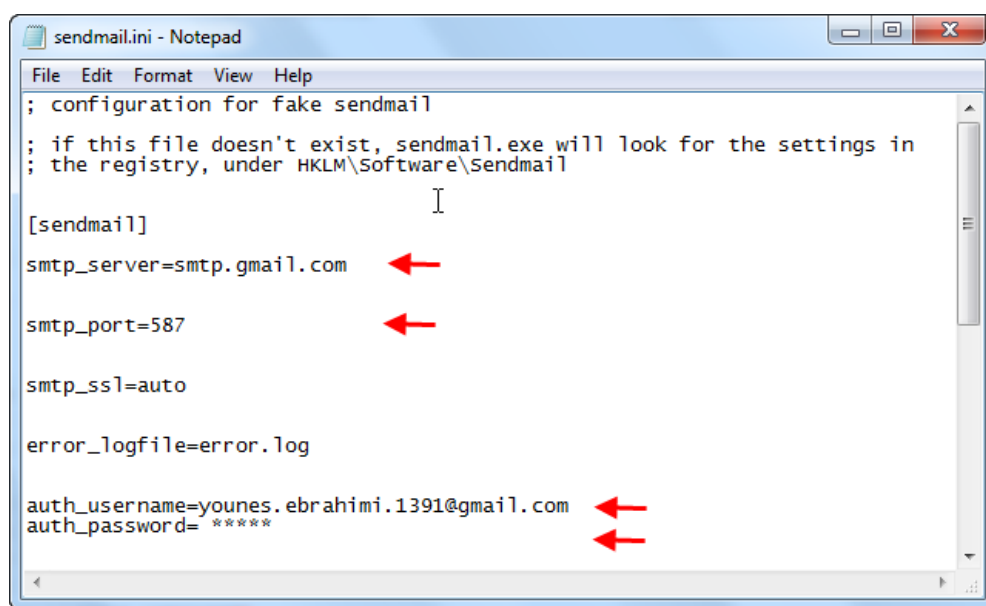 sendmail.ini - Notepad
File Edit Format View Help
; configuration for fake sendmail
; if this file doesn't exist, sendmail.exe will look for the settings in
; the registry, under HKLM\Software\Sendmail
[sendmail]
smtp_server=smtp.gmail.com
smtp_port=587
smtp_ssl=auto
error_logfile=error.log
auth_username=younes.ebrahimi.1391@gmail.com
auth_password= *****